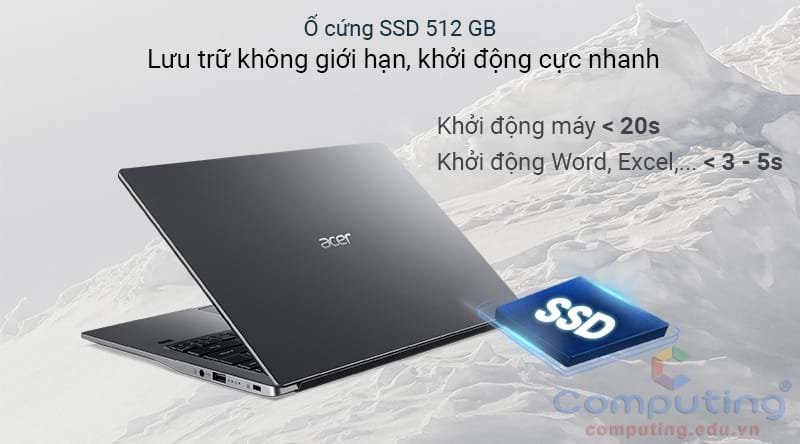 Ổ cứng SSD 512 GB
Lưu trữ không giới hạn, khởi động cực nhanh
Khởi động máy < 20s
Khởi động Word, Excel,... < 3 - 5s
acer
SSD
Computing®
computing.edu.vn